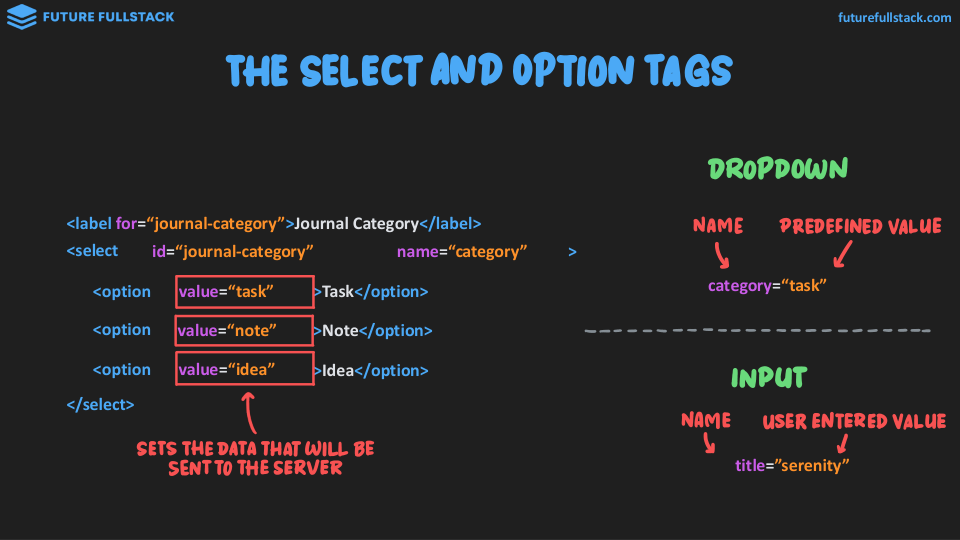 FUTURE FULLSTACK
futurefullstack.com
THE SELECT AND OPTION TAGS
<label for=“journal-category”>Journal Category</label>
<select id=“journal-category” name=“category” >
<option value=“task” >Task</option>
<option value=“note” >Note</option>
<option value=“idea” >Idea</option>
</select>
SETS THE DATA THAT WILL BE
SENT TO THE SERVER
DROPDOWN
NAME PREDEFINED VALUE
category=“task”
INPUT
NAME USER ENTERED VALUE
title=”serenity”